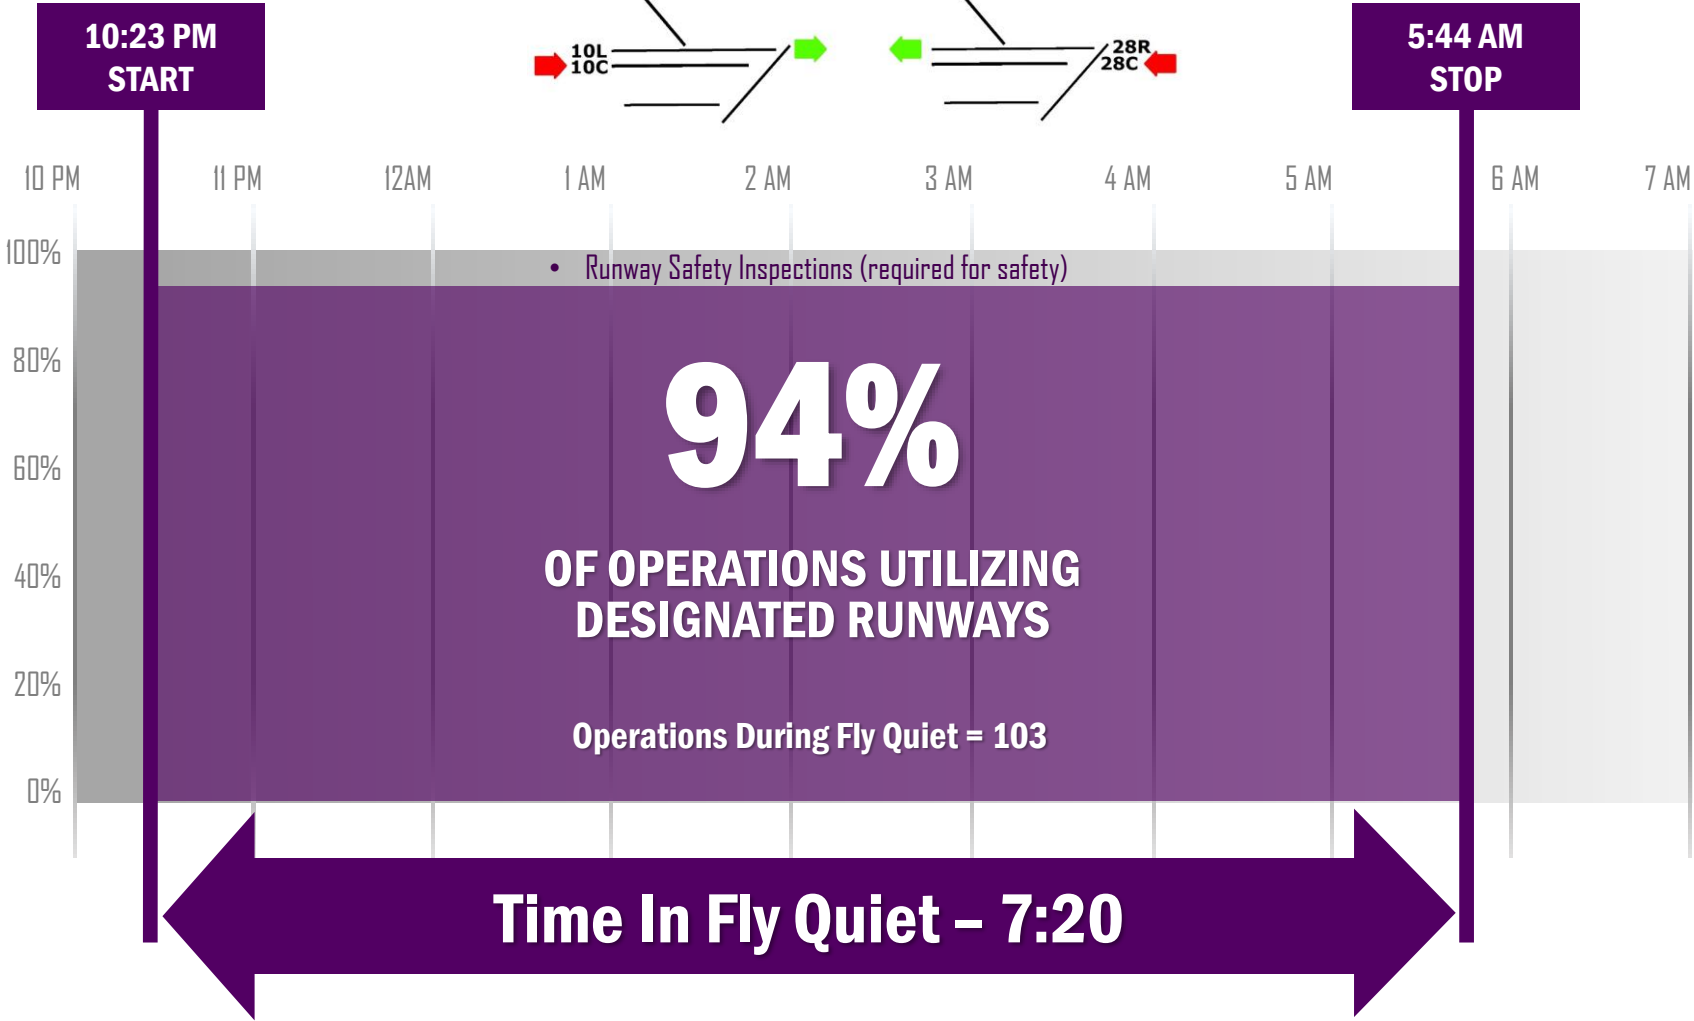 10:23 PM
START
10L
10C
28R
28C
5:44 AM
STOP
10 PM
11 PM
12AM
1 AM
2 AM
3 AM
4 AM
5 AM
6 AM
7 AM
100%
• Runway Safety Inspections (required for safety)
80%
60%
40%
20%
0%
94%
OF OPERATIONS UTILIZING
DESIGNATED RUNWAYS
Operations During Fly Quiet = 103
Time In Fly Quiet – 7:20